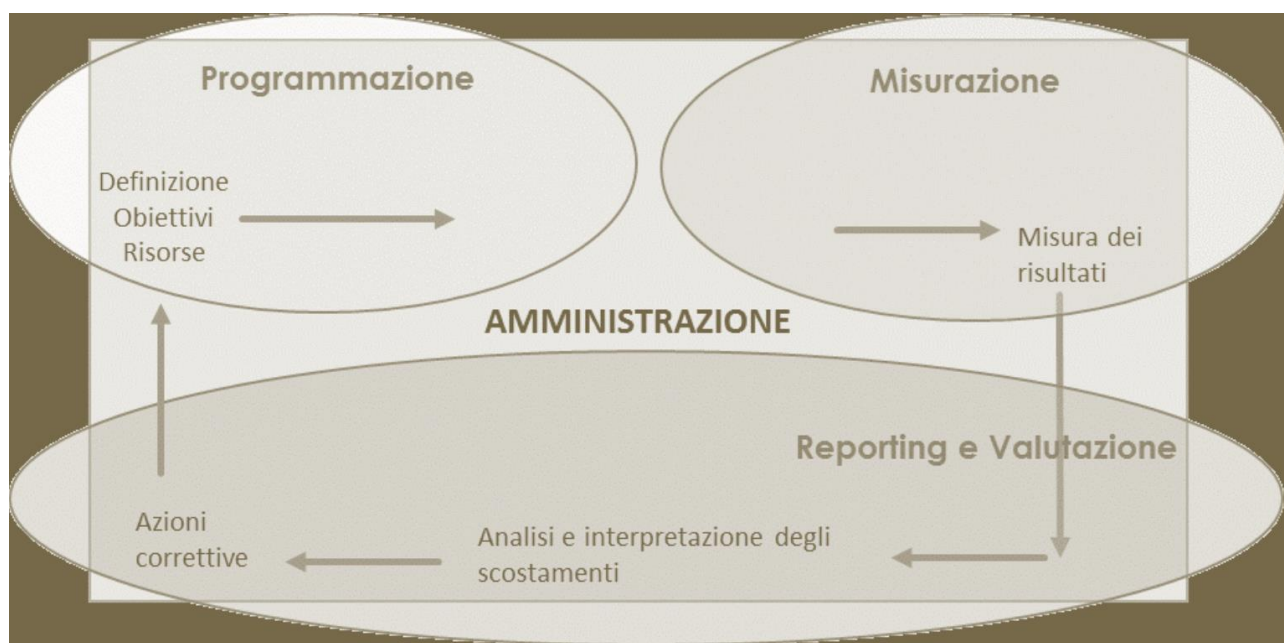 Programmazione
Misurazione
Definizione
Obiettivi
Risorse
Misura dei
risultati
AMMINISTRAZIONE
Reporting e Valutazione
Azioni
correttive
Analisi e interpretazione degli
scostamenti